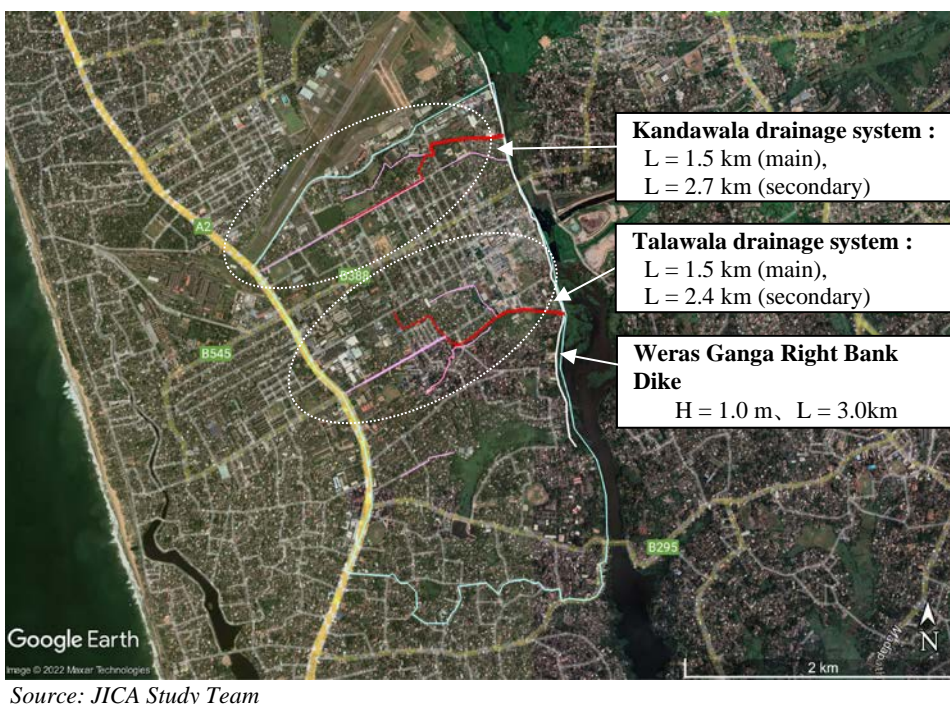 Kandawala drainage system :
L = 1.5 km (main),
L = 2.7 km (secondary)
A2
Talawala drainage system :
L = 1.5 km (main),
L = 2.4 km (secondary)
B388
B545
Weras Ganga Right Bank
Dike
H = 1.0 m、L = 3.0km
B295
Google Earth
Image © 2022 Maxar Technologies
N
2 km
Source: JICA Study Team